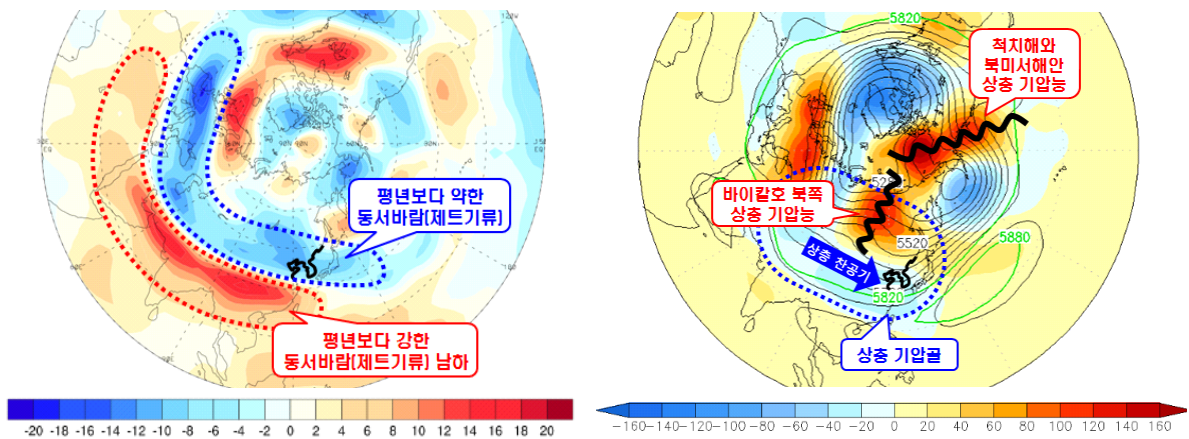 평년보다 약한
동서바람(제트기류)
평년보다 강한
동서바람(제트기류) 남하
-20 -18 -16 -14 -12 -10 -8 -6 -4 -2 0 2 4 6 8 10 12 14 16 18 20
5820
척치해와
북미서해안
상층 기압능
바이칼호 북쪽
상층 기압능
5520
5880
상층 찬공기
5820
상층 기압골
-160 -140 -120 -100 -80 -60 -40 -20 0 20 40 60 80 100 120 140 160